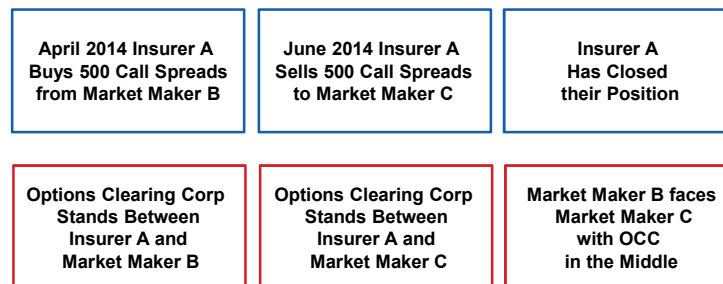 April 2014 Insurer A
Buys 500 Call Spreads
from Market Maker B
June 2014 Insurer A
Sells 500 Call Spreads
to Market Maker C
Insurer A
Has Closed
their Position
Options Clearing Corp
Stands Between
Insurer A and
Market Maker B
Options Clearing Corp
Stands Between
Insurer A and
Market Maker C
Market Maker B faces
Market Maker C
with OCC
in the Middle